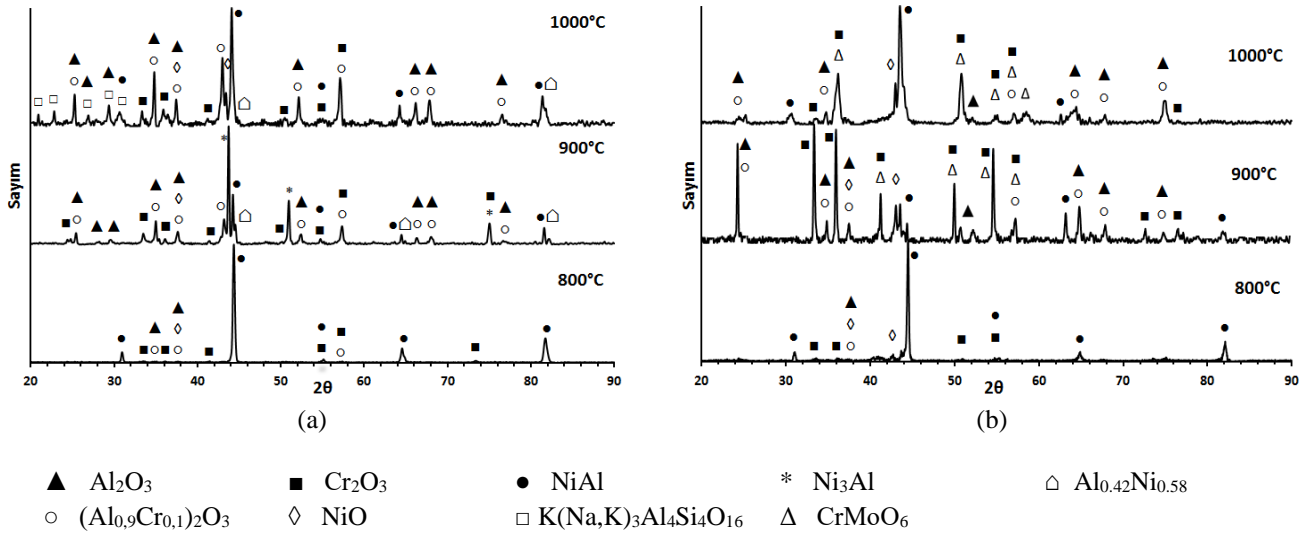 1000°C
900°C
800°C
Sayım
20 30 40 50 60 70 80 90
2θ
(a)
1000°C
900°C
800°C
Sayım
20 30 40 50 60 70 80 90
2θ
(b)
▲ Al₂O₃ ■ Cr₂O₃ ● NiAl * Ni₃Al ⌂ Al₀.₄₂Ni₀.₅₈
○ (Al₀,₉Cr₀,₁)₂O₃ ◊ NiO □ K(Na,K)₃Al₄Si₄O₁₆ Δ CrMoO₆